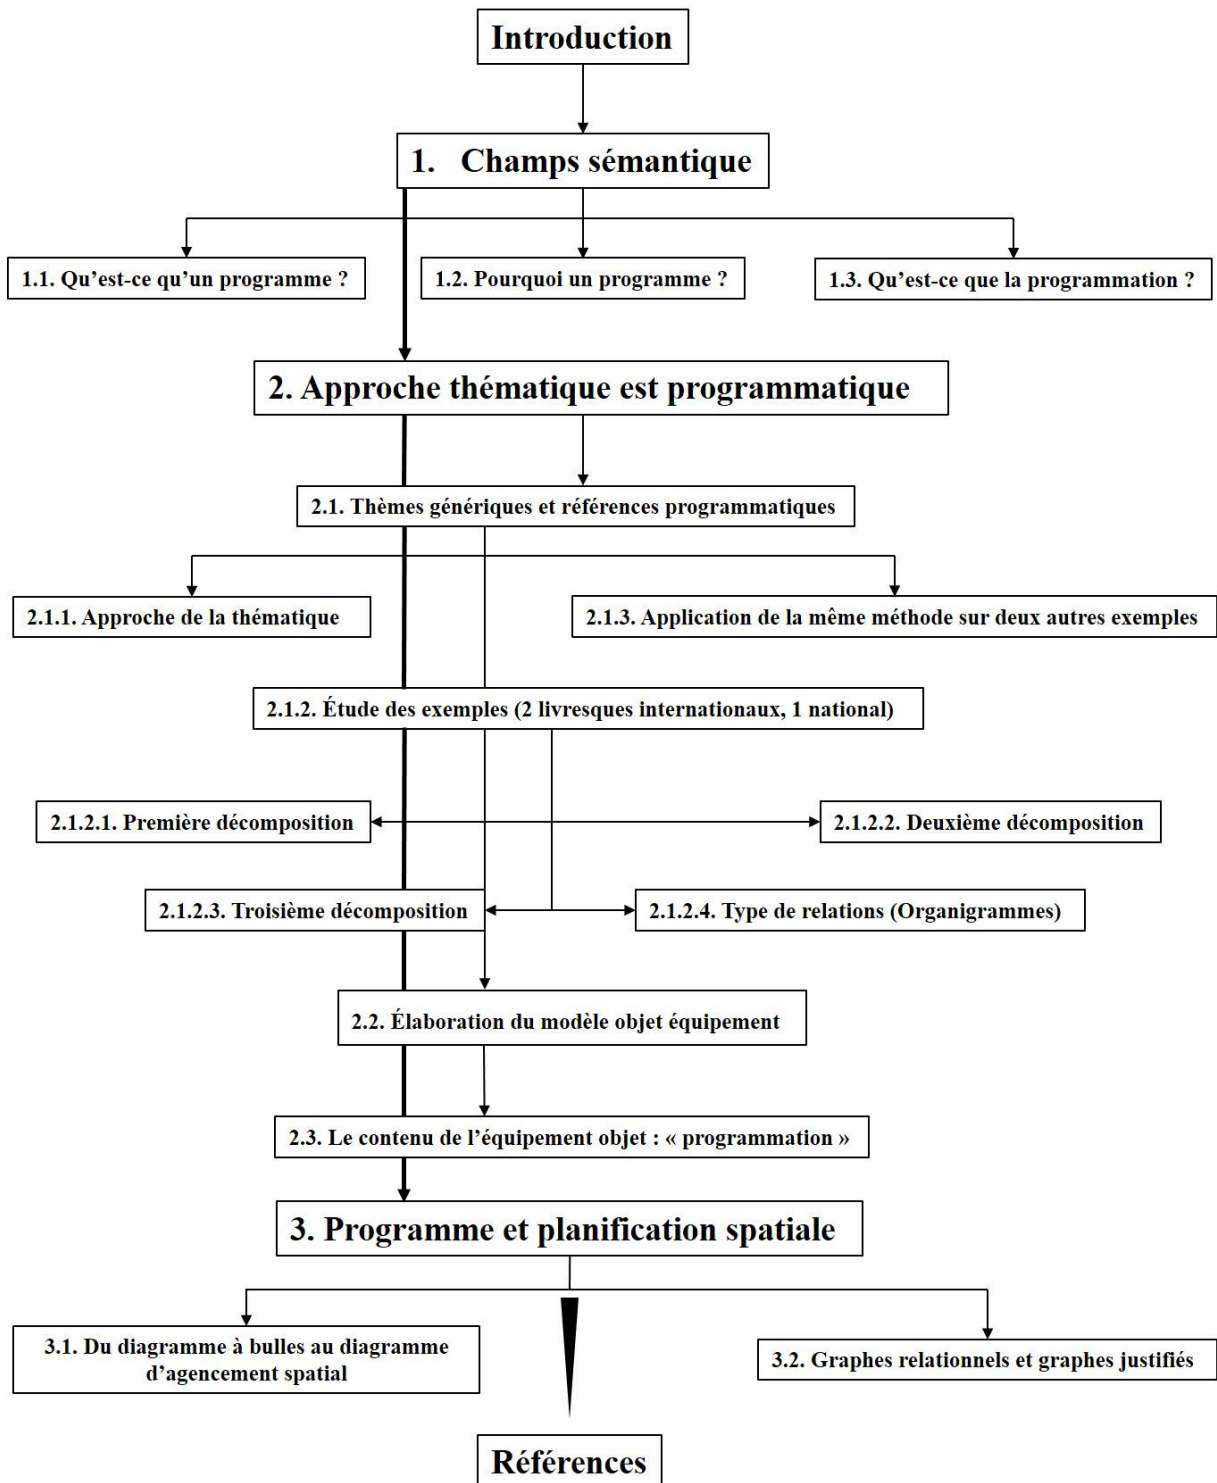 Introduction
1. Champs sémantique
1.1. Qu’est-ce qu’un programme ?
1.2. Pourquoi un programme ?
1.3. Qu’est-ce que la programmation ?
2. Approche thématique est programmatique
2.1. Thèmes génériques et références programmatiques
2.1.1. Approche de la thématique
2.1.3. Application de la même méthode sur deux autres exemples
2.1.2. Étude des exemples (2 livresques internationaux, 1 national)
2.1.2.1. Première décomposition
2.1.2.2. Deuxième décomposition
2.1.2.3. Troisième décomposition
2.1.2.4. Type de relations (Organigrammes)
2.2. Élaboration du modèle objet équipement
2.3. Le contenu de l’équipement objet : « programmation »
3. Programme et planification spatiale
3.1. Du diagramme à bulles au diagramme
d’agencement spatial
3.2. Graphes relationnels et graphes justifiés
Références